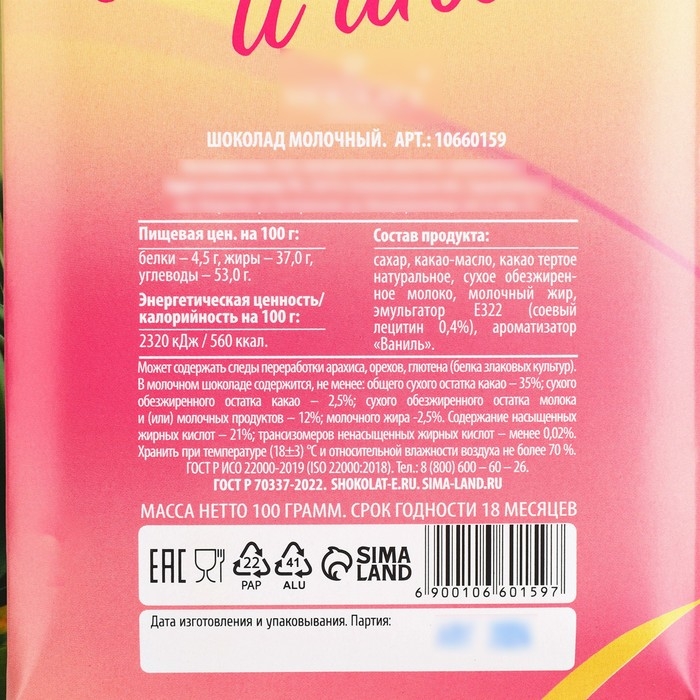 ШОКОЛАД МОЛОЧНЫЙ. АРТ.: 10660159
Пищевая цен. на 100 г:
белки – 4,5 г, жиры – 37,0 г,
углеводы – 53,0 г.
Энергетическая ценность/
калорийность на 100 г:
2320 кДж / 560 ккал.
Состав продукта:
сахар, какао-масло, какао тертое
натуральное, сухое обезжирен-
ное молоко, молочный жир,
эмульгатор Е322 (соевый
лецитин 0,4%), ароматизатор
«Ваниль».
Может содержать следы переработки арахиса, орехов, глютена (белка злаковых культур).
В молочном шоколаде содержится, не менее: общего сухого остатка какао – 35%; сухого
обезжиренного остатка какао – 2,5%; сухого обезжиренного остатка молока
и (или) молочных продуктов – 12%; молочного жира -2,5%. Содержание насыщенных
жирных кислот – 21%; трансизомеров ненасыщенных жирных кислот – менее 0,02%.
Хранить при температуре (18±3) °С и относительной влажности воздуха не более 70 %.
ГОСТ Р ИСО 22000-2019 (ISO 22000:2018). Тел.: 8 (800) 600 – 60 – 26.
ГОСТ Р 70337-2022. SHOKOLAT-E.RU. SIMA-LAND.RU
МАССА НЕТТО 100 ГРАММ. СРОК ГОДНОСТИ 18 МЕСЯЦЕВ
EAC
22
PAP
41
ALU
SIMA
LAND
6 900106 601597
Дата изготовления и упаковывания. Партия: